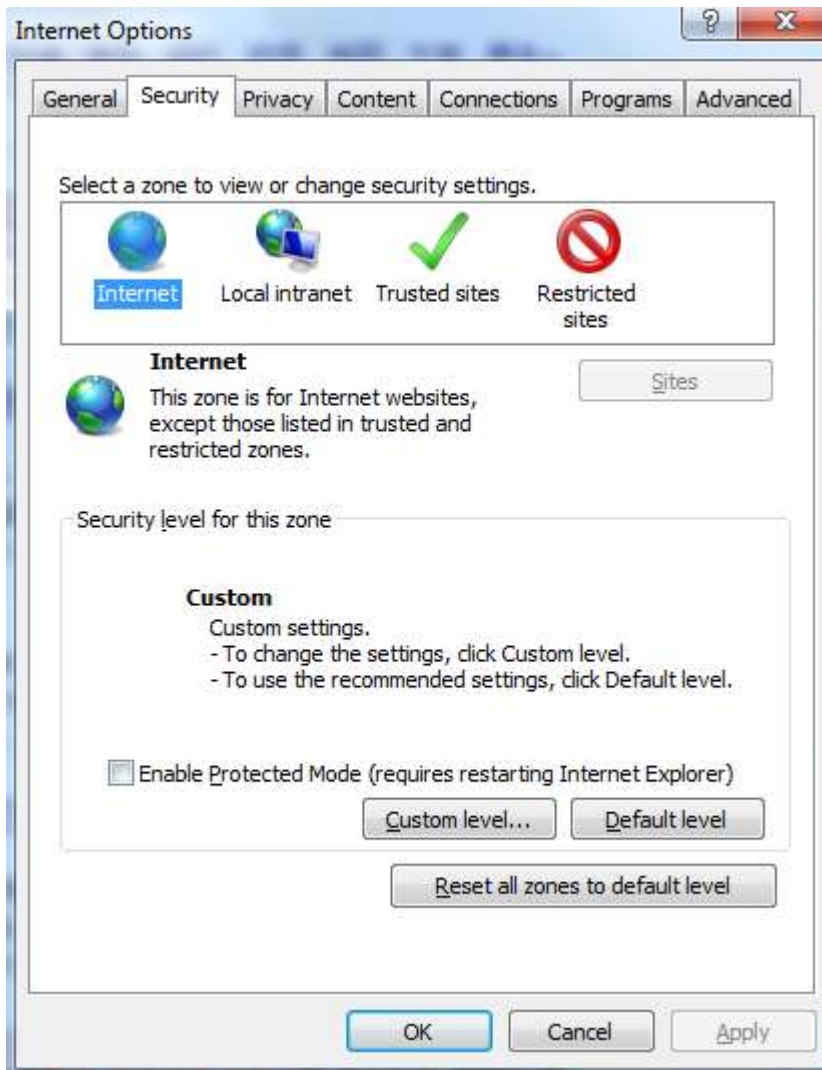 Internet Options
?
General Security Privacy Content Connections Programs Advanced
Select a zone to view or change security settings.
Internet Local intranet Trusted sites Restricted
sites
Internet
Sites
This zone is for Internet websites,
except those listed in trusted and
restricted zones.
Security level for this zone
Custom
Custom settings.
- To change the settings, click Custom level.
- To use the recommended settings, click Default level.
Enable Protected Mode (requires restarting Internet Explorer)
Custom level... Default level
Reset all zones to default level
OK Cancel Apply